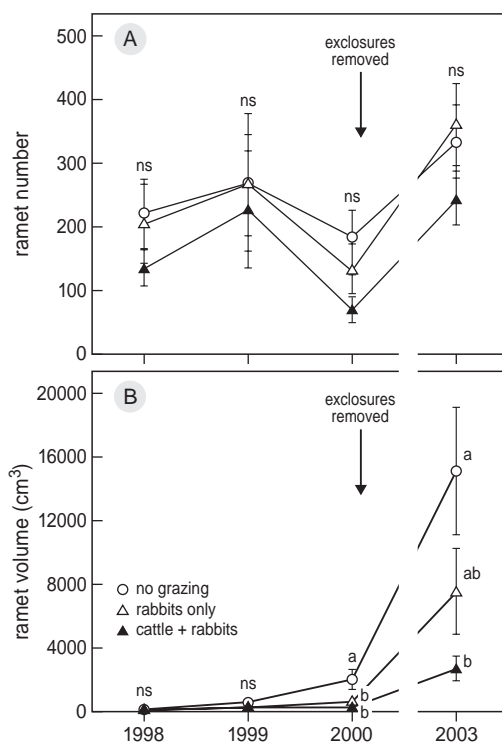 A
500
400
300
200
100
0
ramet number
exclosures
removed
ns
ns
ns
ns
B
20000
16000
12000
8000
4000
0
ramet volume (cm³)
exclosures
removed
a
ab
b
no grazing
rabbits only
cattle + rabbits
ns
ns
a
b
b
1998
1999
2000
2003